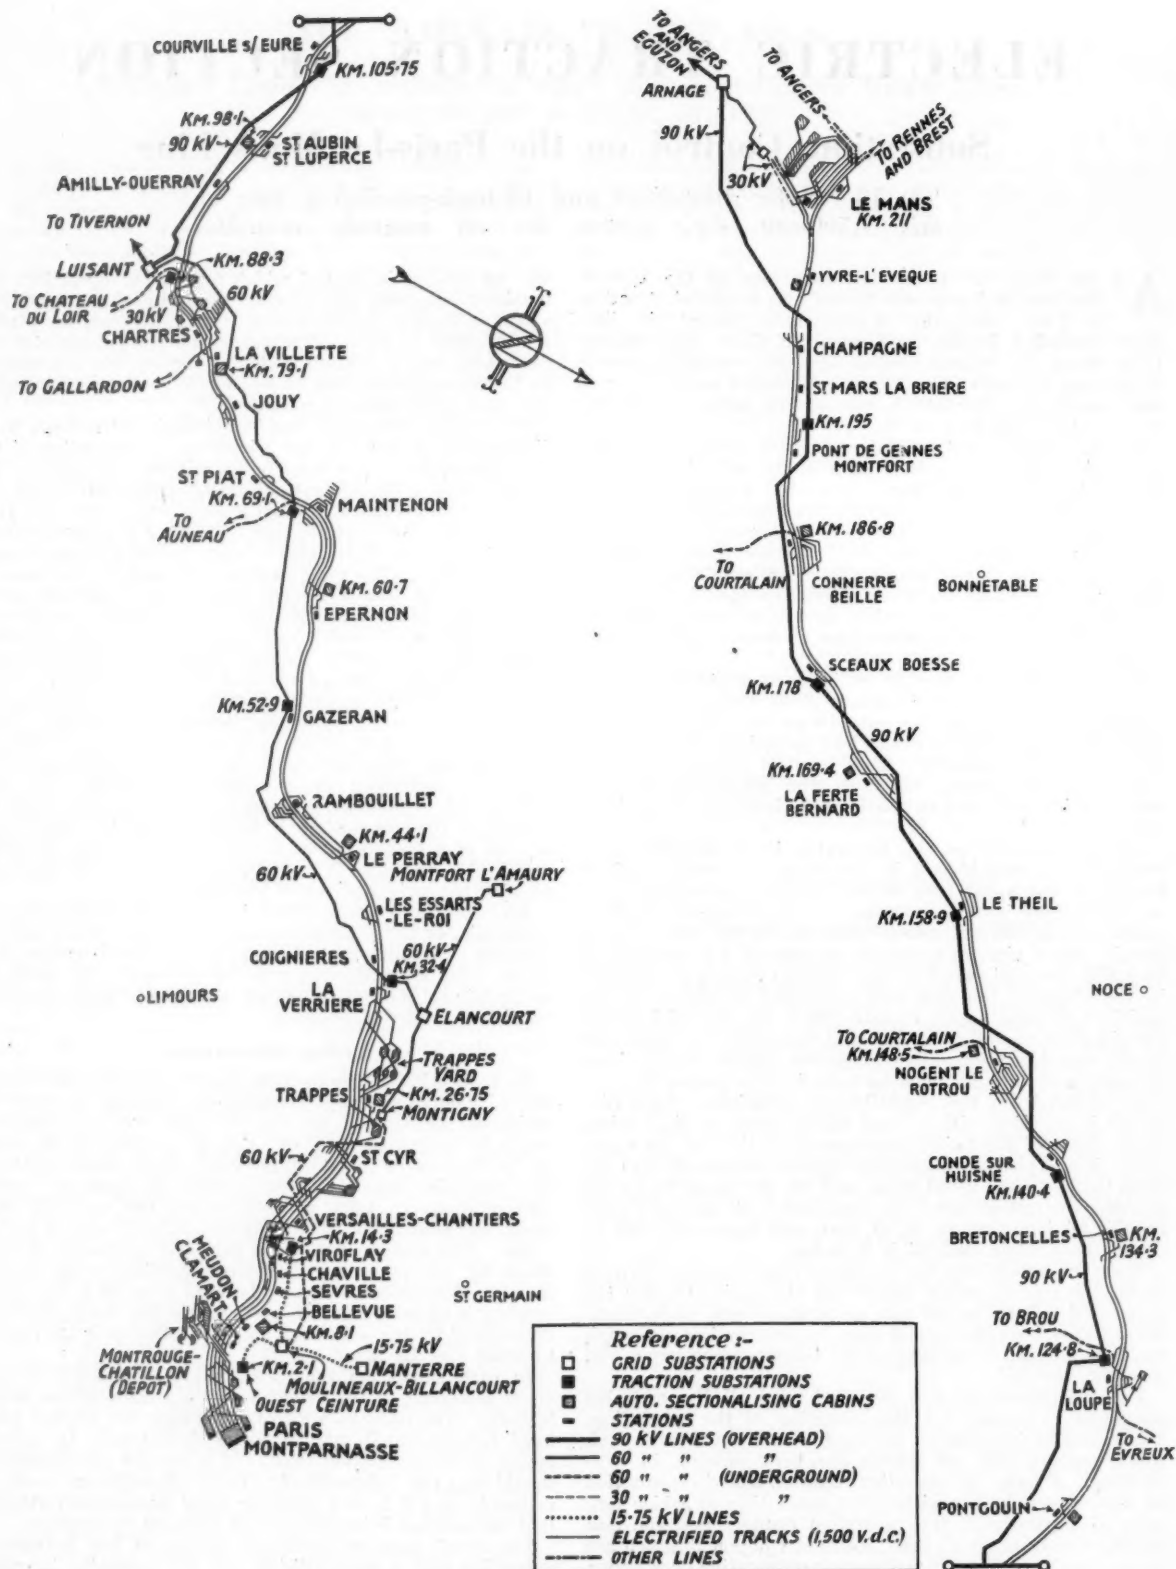 COURVILLE S/ EURE
KM. 105·75
KM. 98·1
90 KV
ST AUBIN
ST LUPERCE
AMILLY-OUERRAY
TO TIVERNON
LUISANT
KM. 88·3
60 KV
TO CHATEAU
DU LOIR
30 KV
CHARTRES
LA VILLETTE
KM. 79·1
TO GALLARDON
JOUY
ST PIAT
KM. 69·1
MAINTENON
TO
AUNEAU
KM. 60·7
EPERNON
KM. 52·9
GAZERAN
RAMBOUILLET
KM. 44·1
LE PERRAY
MONTFORT L'AMAURY
60 KV
LES ESSARTS
-LE-ROI
60 KV
KM. 32·4
COIGNIERES
LA
VERRIERE
LIMOURS
ELANCOURT
TRAPPES
YARD
TRAPPES
KM. 26·75
MONTIGNY
60 KV
ST CYR
VERSAILLES-CHANTIERS
KM. 14·3
VIROFLAY
CHAVILLE
SEVRES
BELLEVUE
MEUDON
CLAMART
ST GERMAIN
KM. 8·1
15·75 KV
MONTROUGE-
CHATILLON
(DEPOT)
KM. 2·1
NANTERRE
MOULINEAUX-BILLANCOURT
OUEST CEINTURE
PARIS
MONTPARNASSE
TO ANGERS
AND
EGUZON
ARNAGE
TO ANGERS
90 KV
30 KV
TO RENNES
AND BREST
LE MANS
KM. 211
YVRE-L'EVEQUE
CHAMPAGNE
ST MARS LA BRIERE
KM. 195
PONT DE GENNES
MONTFORT
KM. 186·8
TO
COURTALAIN
CONNERRE
BEILLE
BONNETABLE
SCEAUX BOESSE
KM. 178
90 KV
KM. 169·4
LA FERTE
BERNARD
LE THEIL
KM. 158·9
NOCE
TO COURTALAIN
KM. 148·5
NOGENT LE
ROTROU
CONDE SUR
HUISNE
KM. 140·4
BRETONCELLES
KM.
134·3
90 KV
TO BROU
KM. 124·8
LA
LOUPE
TO
EVREUX
PONTGOUIN
Reference :-
GRID SUBSTATIONS
TRACTION SUBSTATIONS
AUTO. SECTIONALISING CABINS
STATIONS
90 KV LINES (OVERHEAD)
60 " " "
60 " " (UNDERGROUND)
30 " " "
15·75 KV LINES
ELECTRIFIED TRACKS (1,500 V.d.c.)
OTHER LINES